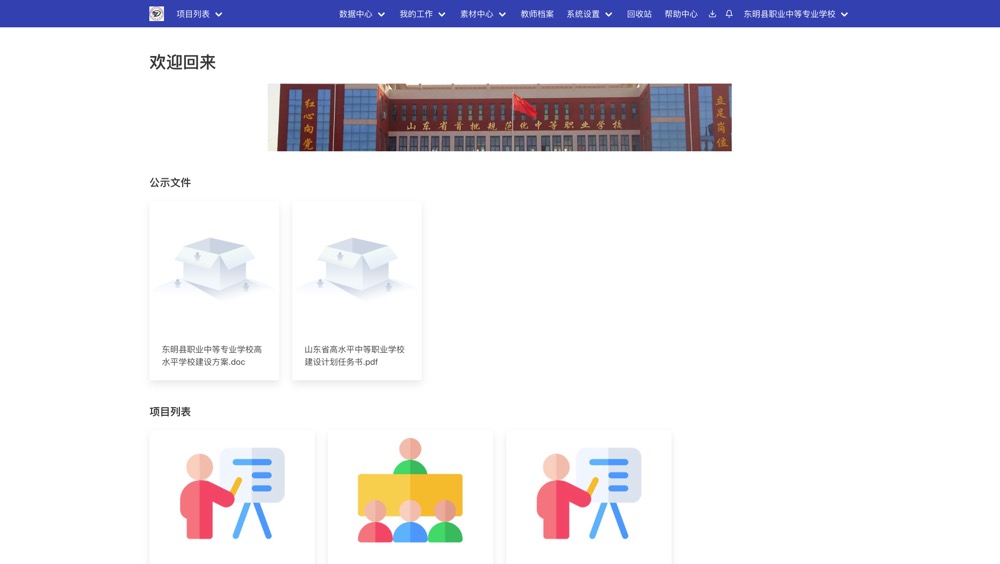 项目列表
数据中心
我的工作
素材中心
教师档案
系统设置
回收站
帮助中心
东明县职业中等专业学校
欢迎回来
红心向党
山东省首批规范化中等职业学校
立足岗位
公示文件
东明县职业中等专业学校高
水平学校建设方案.doc
山东省高水平中等职业学校
建设计划任务书.pdf
项目列表